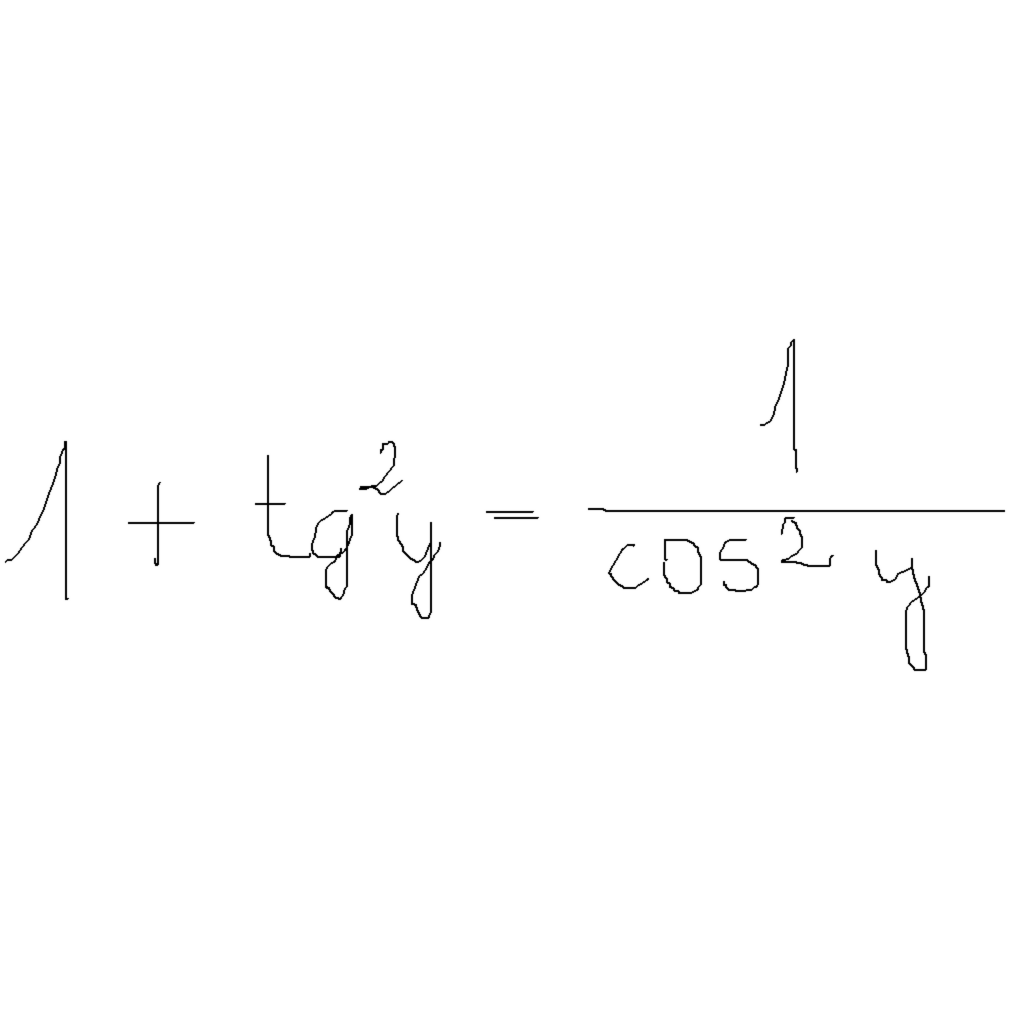 1 + tg²y = 1/cos²y